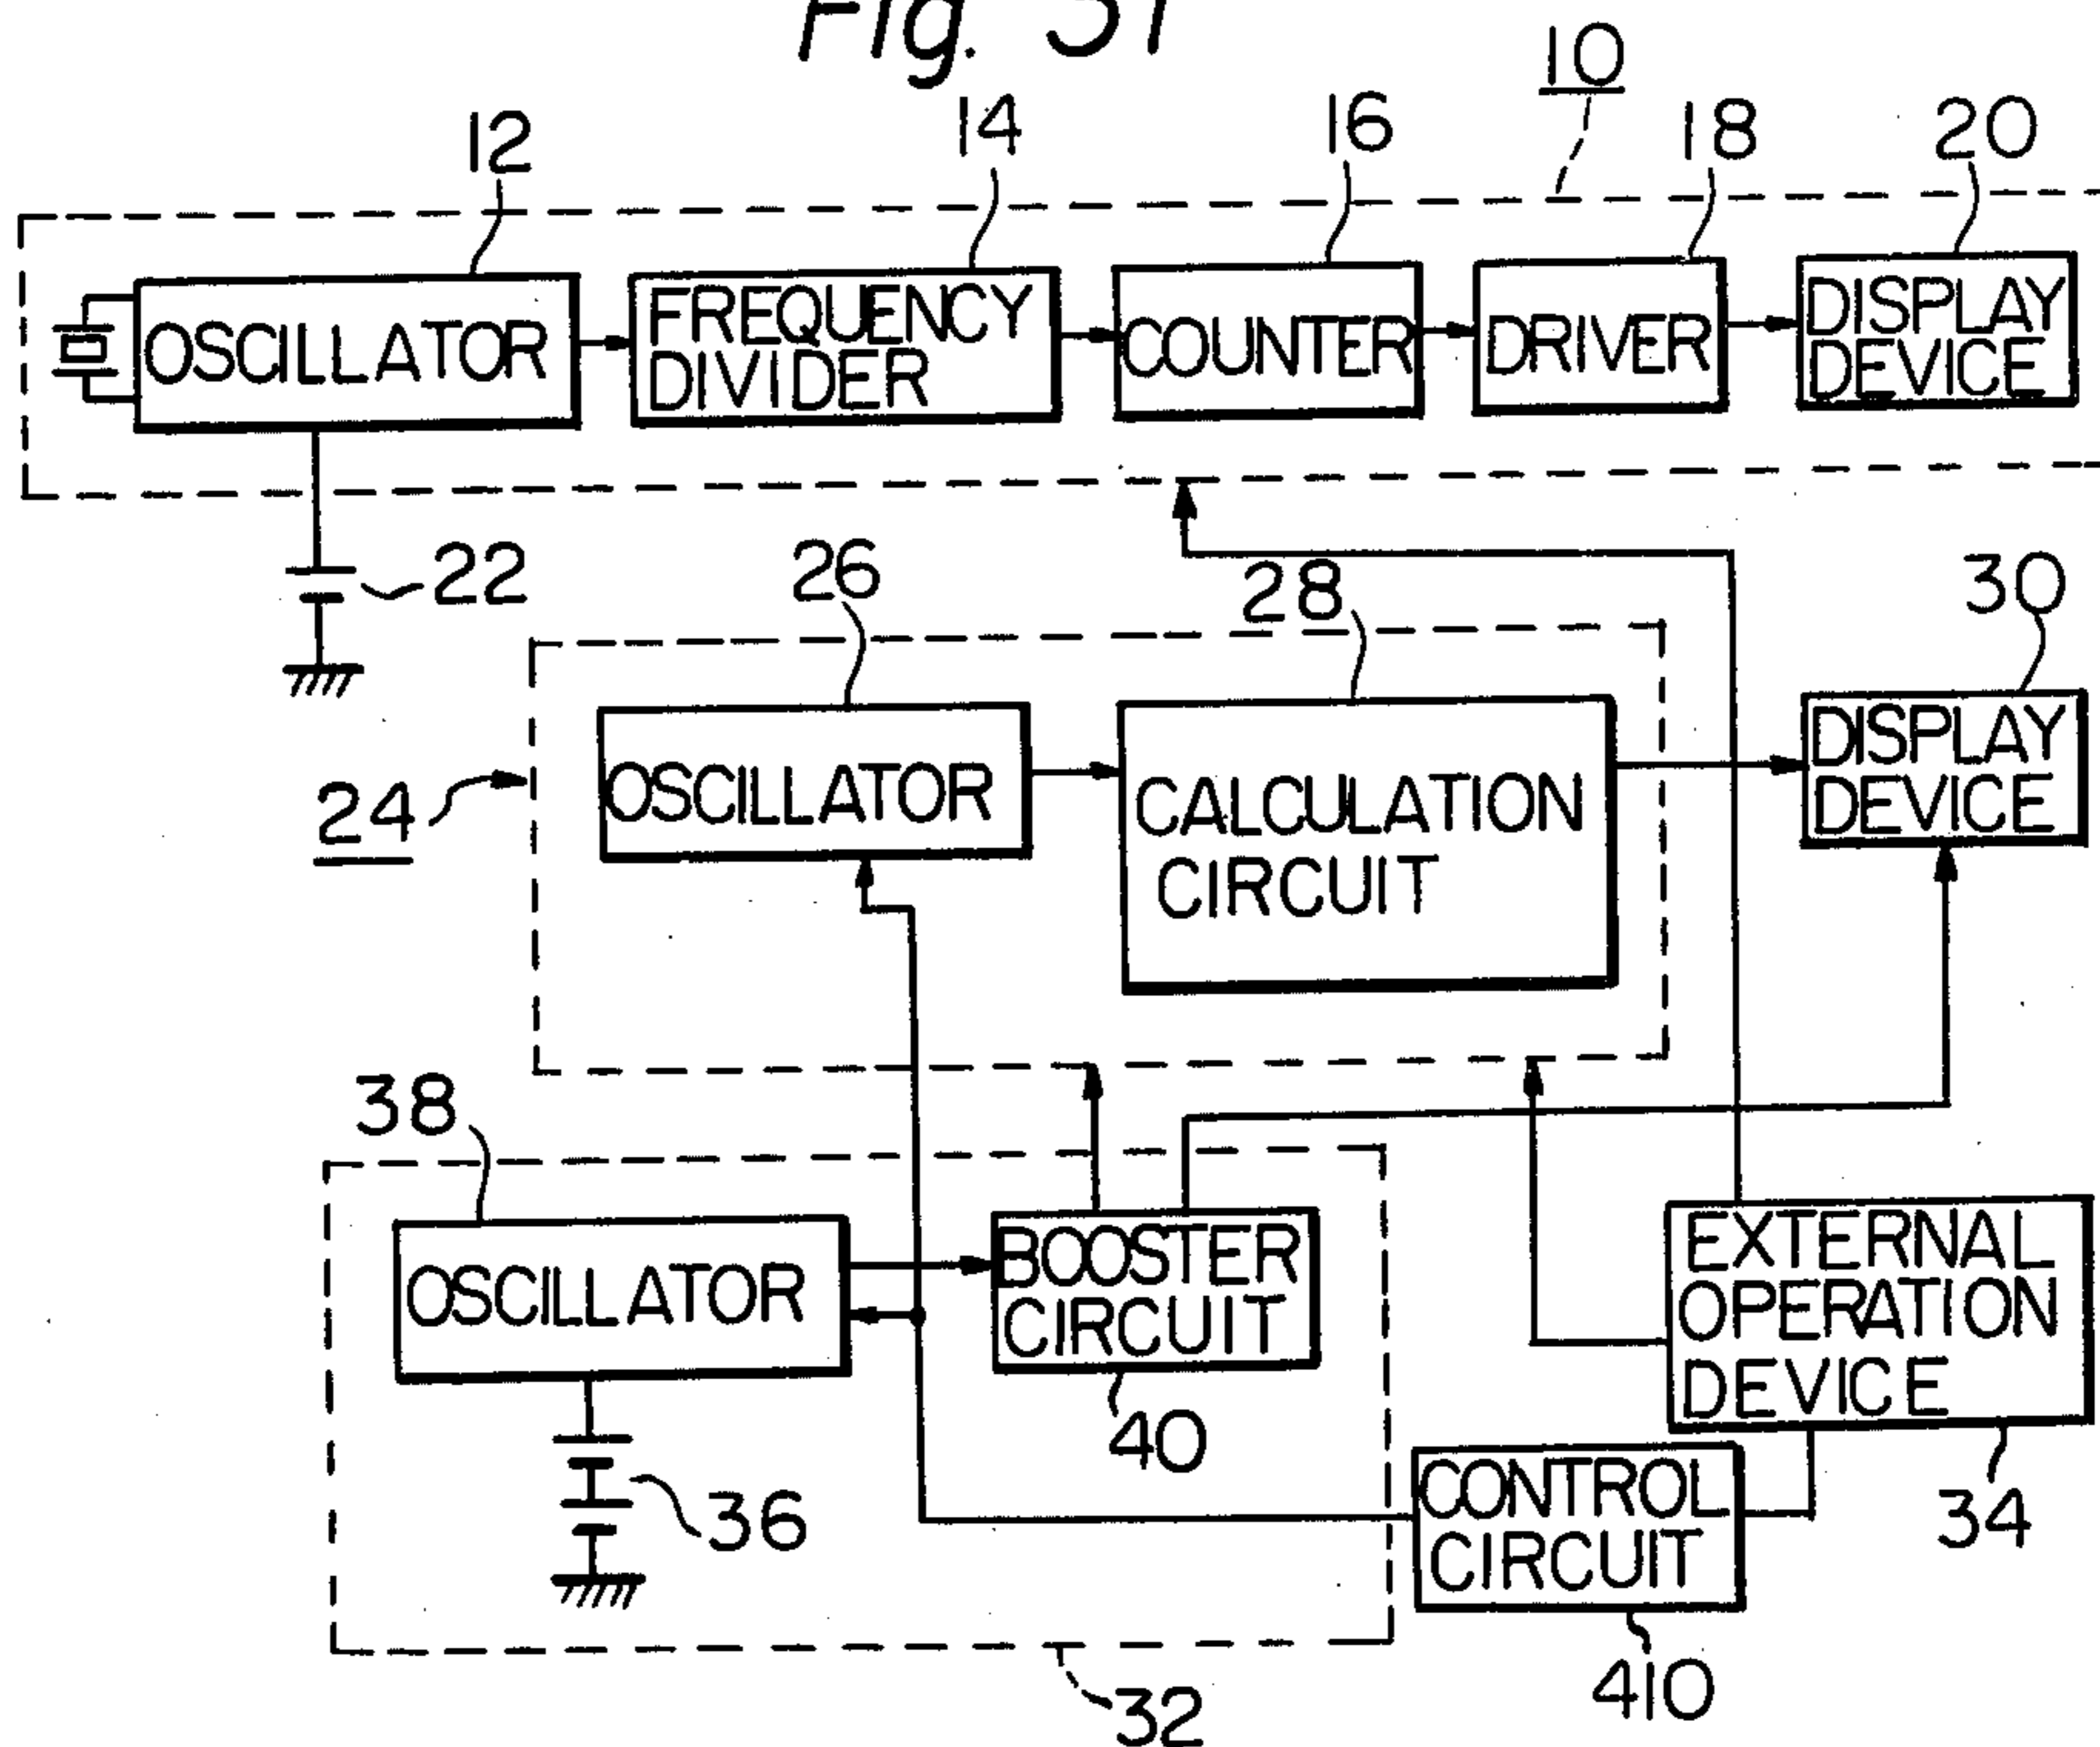 Fig. 31
10
12
14
16
18
20
OSCILLATOR
FREQUENCY
DIVIDER
COUNTER
DRIVER
DISPLAY
DEVICE
22
26
28
30
24
OSCILLATOR
CALCULATION
CIRCUIT
DISPLAY
DEVICE
38
OSCILLATOR
BOOSTER
CIRCUIT
EXTERNAL
OPERATION
DEVICE
40
36
CONTROL
CIRCUIT
34
32
410